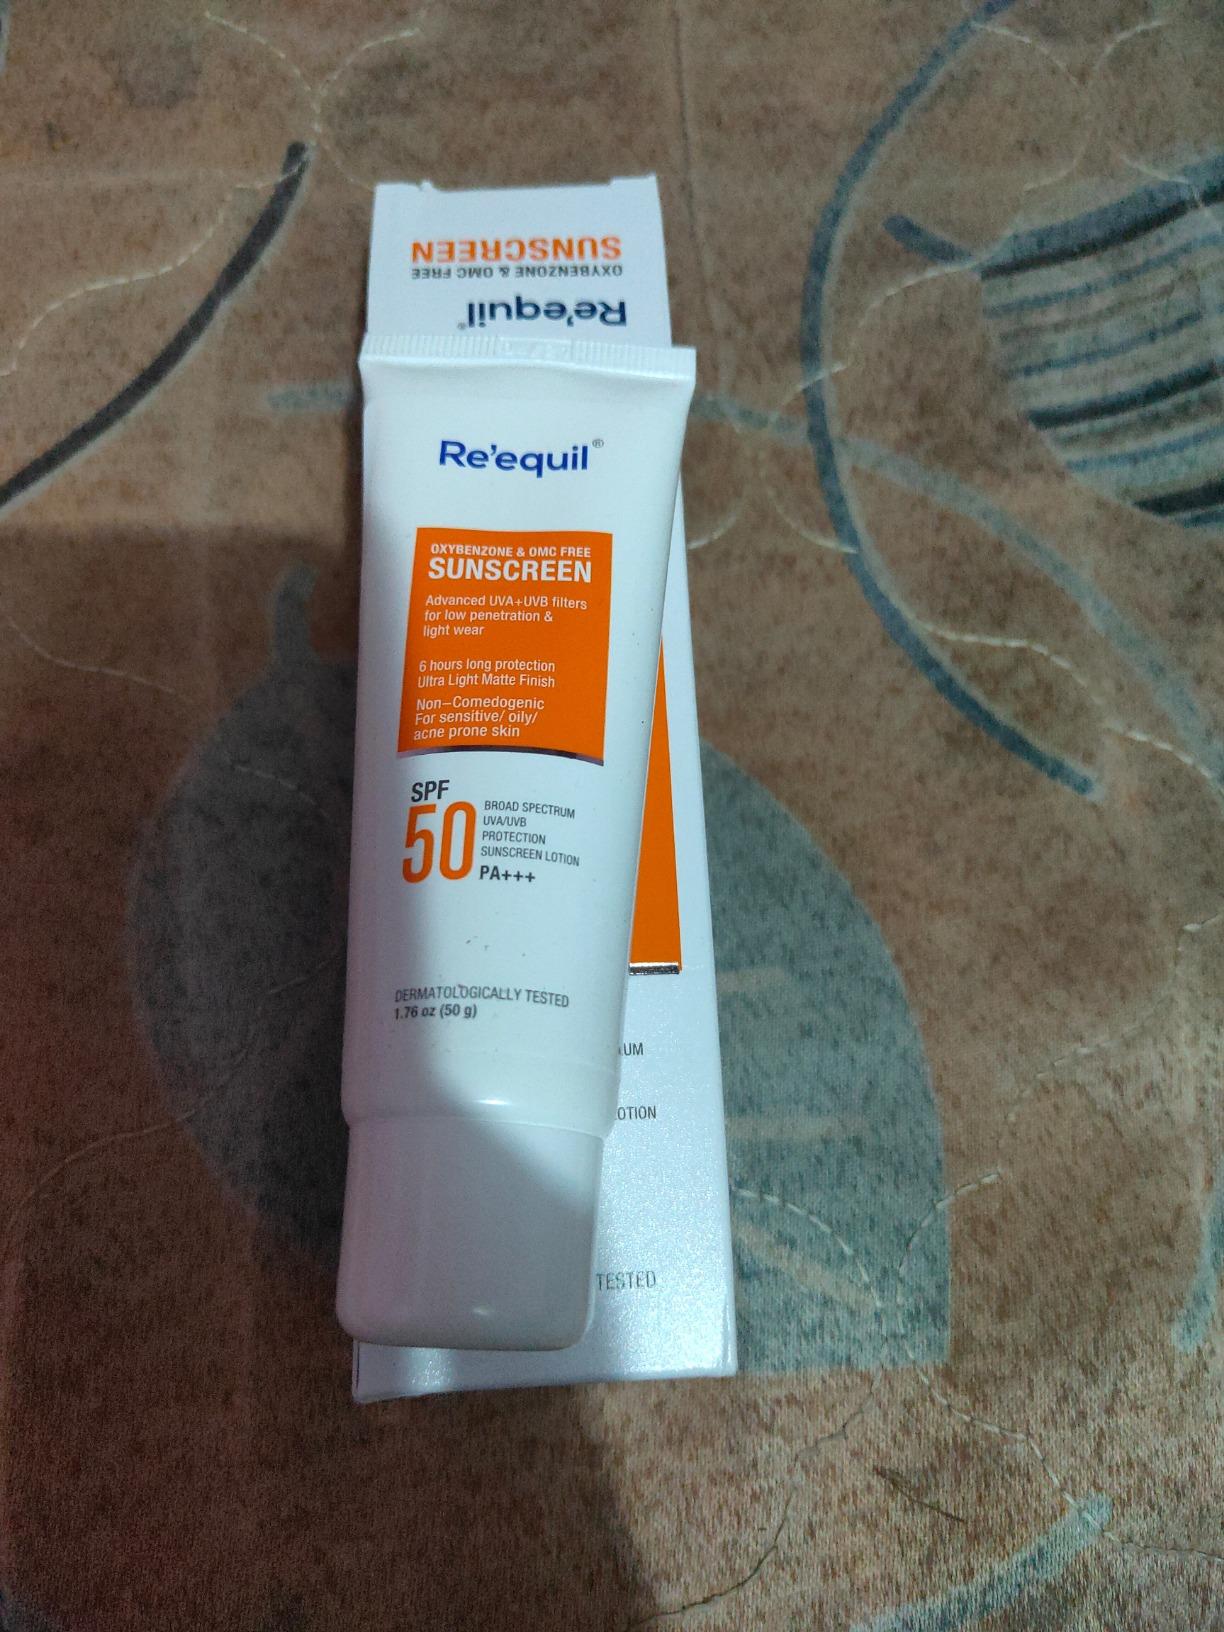 SUNSCREEN
OXYBENZONE & OMC FREE
Re'equil®
Re'equil®
OXYBENZONE & OMC FREE
SUNSCREEN
Advanced UVA+UVB filters
for low penetration &
light wear
6 hours long protection
Ultra Light Matte Finish
Non–Comedogenic
For sensitive/ oily/
acne prone skin
SPF
50
BROAD SPECTRUM
UVA/UVB
PROTECTION
SUNSCREEN LOTION
PA+++
DERMATOLOGICALLY TESTED
1.76 oz (50 g)
UM
OTION
TESTED